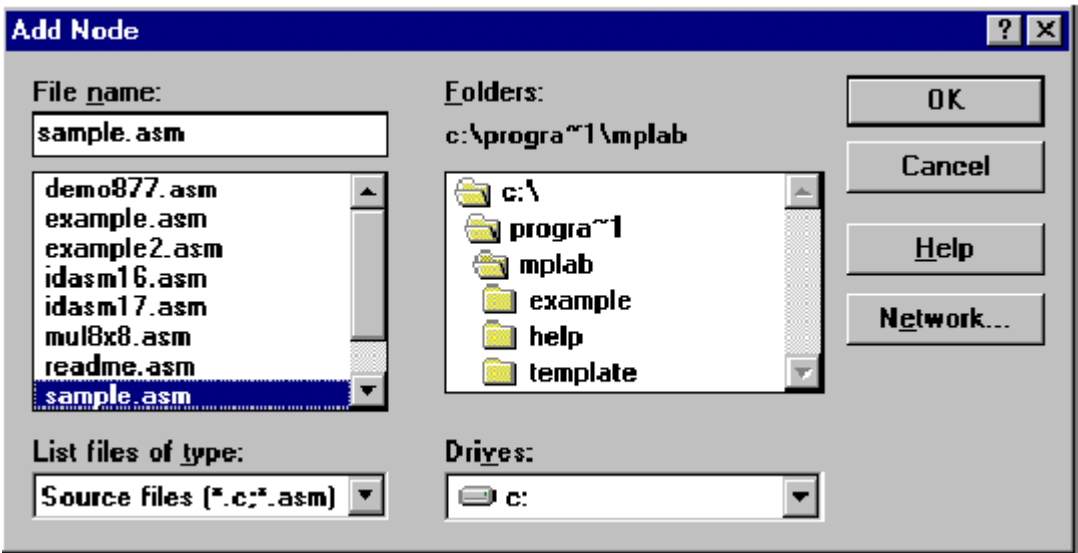 Add Node
File name:
sample.asm
demo877.asm
example.asm
example2.asm
idasm16.asm
idasm17.asm
mul8x8.asm
readme.asm
sample.asm
List files of type:
Source files (*.c;*.asm)
Folders:
c:\progra~1\mplab
c:\
progra~1
mplab
example
help
template
Drives:
c:
OK
Cancel
Help
Network...